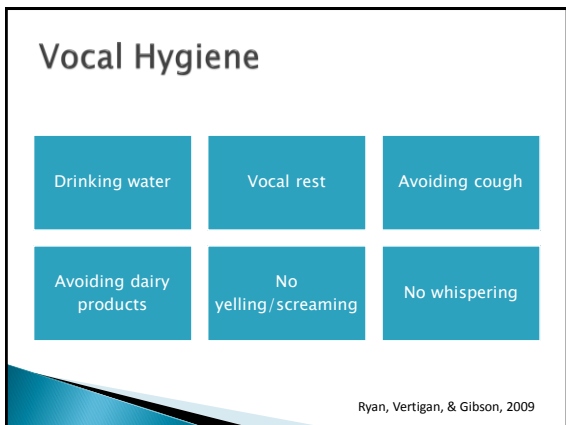 Vocal Hygiene
Drinking water
Vocal rest
Avoiding cough
Avoiding dairy
products
No
yelling/screaming
No whispering
Ryan, Vertigan, & Gibson, 2009